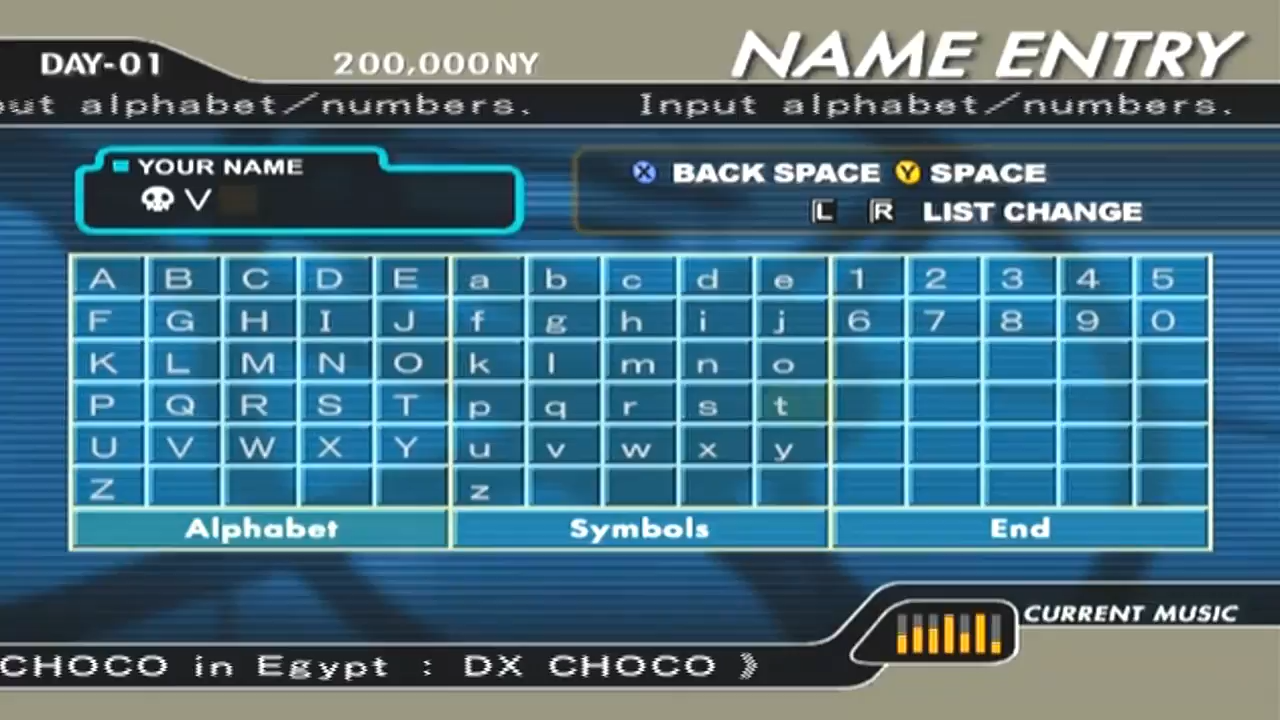 DAY-01 200,000NY NAME ENTRY
put alphabet/numbers. Input alphabet/numbers.
YOUR NAME
V
X BACK SPACE Y SPACE
L R LIST CHANGE
A B C D E a b c d e 1 2 3 4 5
F G H I J f g h i j 6 7 8 9 0
K L M N O k l m n o
P Q R S T p q r s t
U V W X Y u v w x y
Z z
Alphabet Symbols End
CURRENT MUSIC
CHOCO in Egypt : DX CHOCO 》